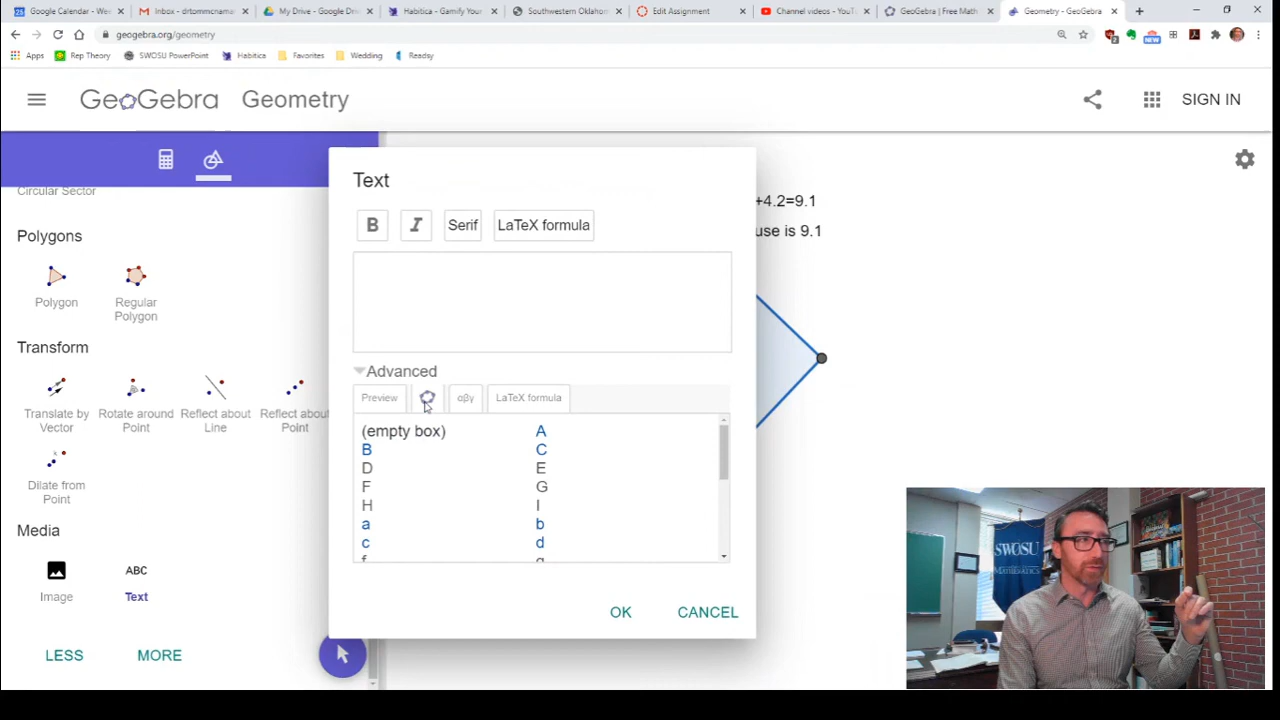 Google Calendar - We
Inbox - drtommcnama
My Drive - Google Dri
Habitica - Gamify Your
Southwestern Oklaho
Edit Assignment
Channel videos - YouT
GeoGebra | Free Math
Geometry - GeoGebra
geogebra.org/geometry
Apps
Rep Theory
SWOSU PowerPoint
Habitica
Favorites
Wedding
Readsy
NEW
GeoGebra
Geometry
SIGN IN
Circular Sector
Polygons
Polygon
Regular
Polygon
Transform
Translate by
Vector
Rotate around
Point
Reflect about
Line
Reflect about
Point
Dilate from
Point
Media
Image
ABC
Text
LESS
MORE
Text
B
I
Serif
LaTeX formula
Advanced
Preview
αβγ
LaTeX formula
(empty box)
A
B
C
D
E
F
G
H
I
a
b
c
d
OK
CANCEL
+4.2=9.1
use is 9.1
SWOSU